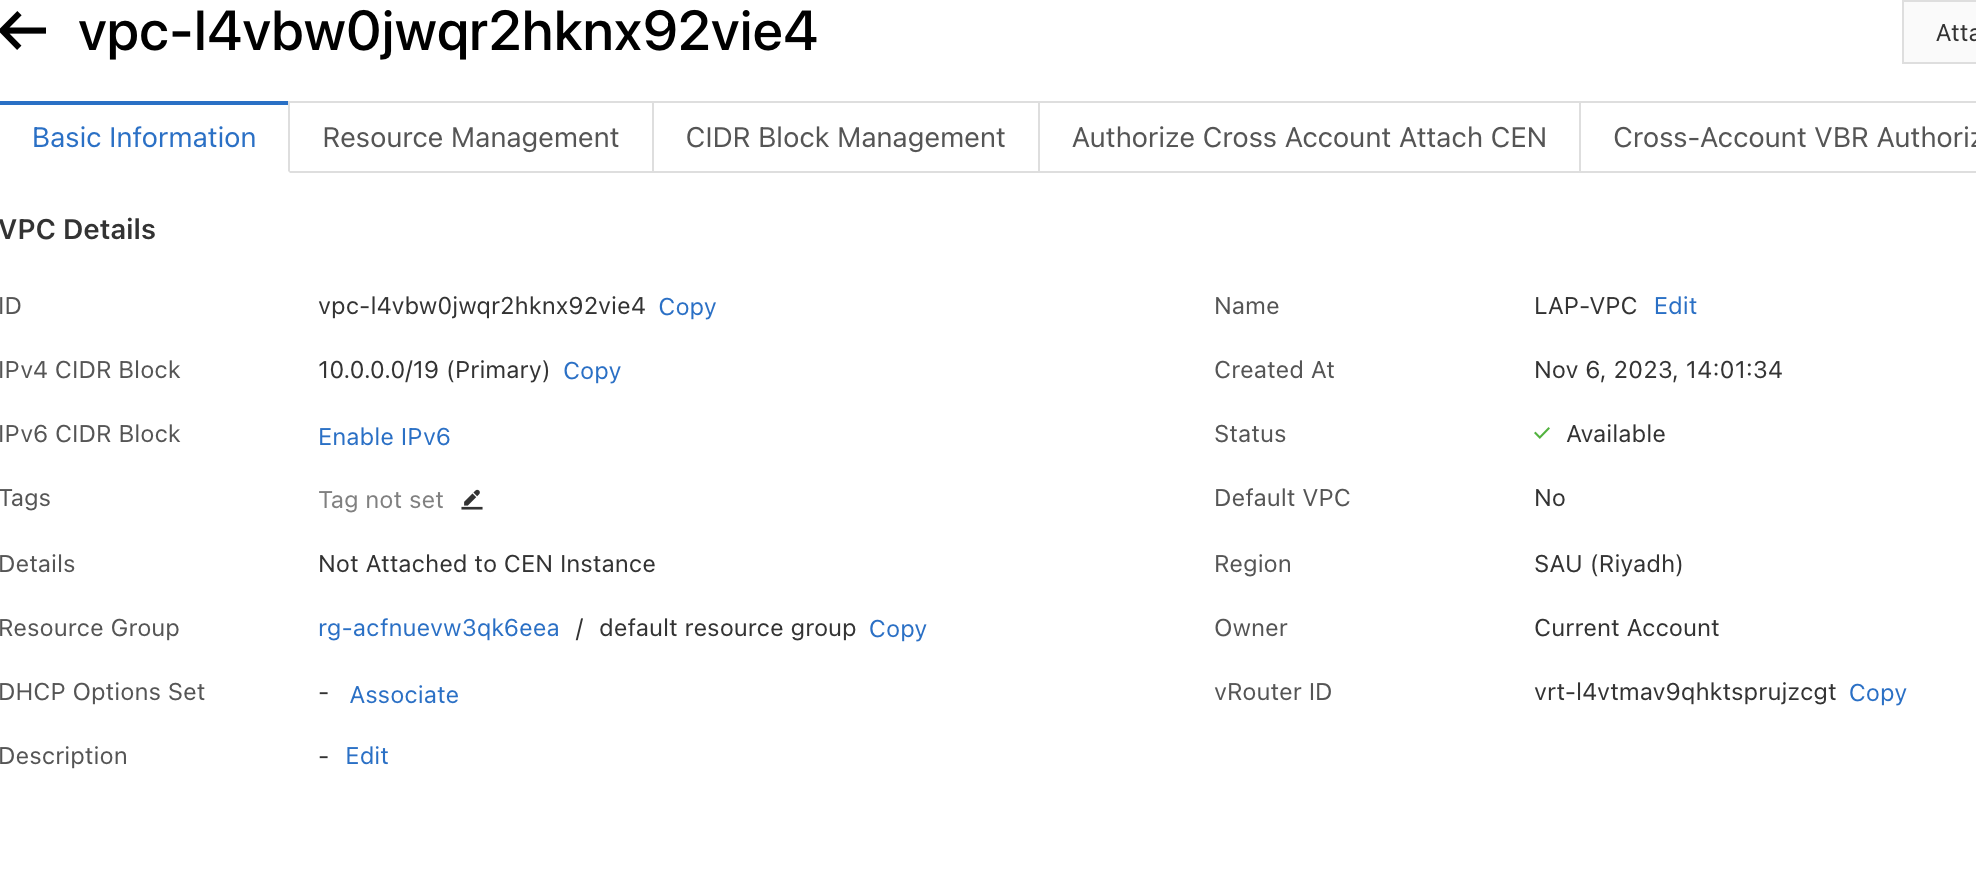 vpc-l4vbw0jwqr2hknx92vie4
Basic Information
Resource Management
CIDR Block Management
Authorize Cross Account Attach CEN
Cross-Account VBR
VPC Details
ID vpc-l4vbw0jwqr2hknx92vie4 Copy Name LAP-VPC Edit
IPv4 CIDR Block 10.0.0.0/19 (Primary) Copy Created At Nov 6, 2023, 14:01:34
IPv6 CIDR Block Enable IPv6 Status Available
Tags Tag not set Default VPC No
Details Not Attached to CEN Instance Region SAU (Riyadh)
Resource Group rg-acfnuevw3qk6eea / default resource group Copy Owner Current Account
DHCP Options Set - Associate vRouter ID vrt-l4vtmav9qhktsprujzcgt Copy
Description - Edit